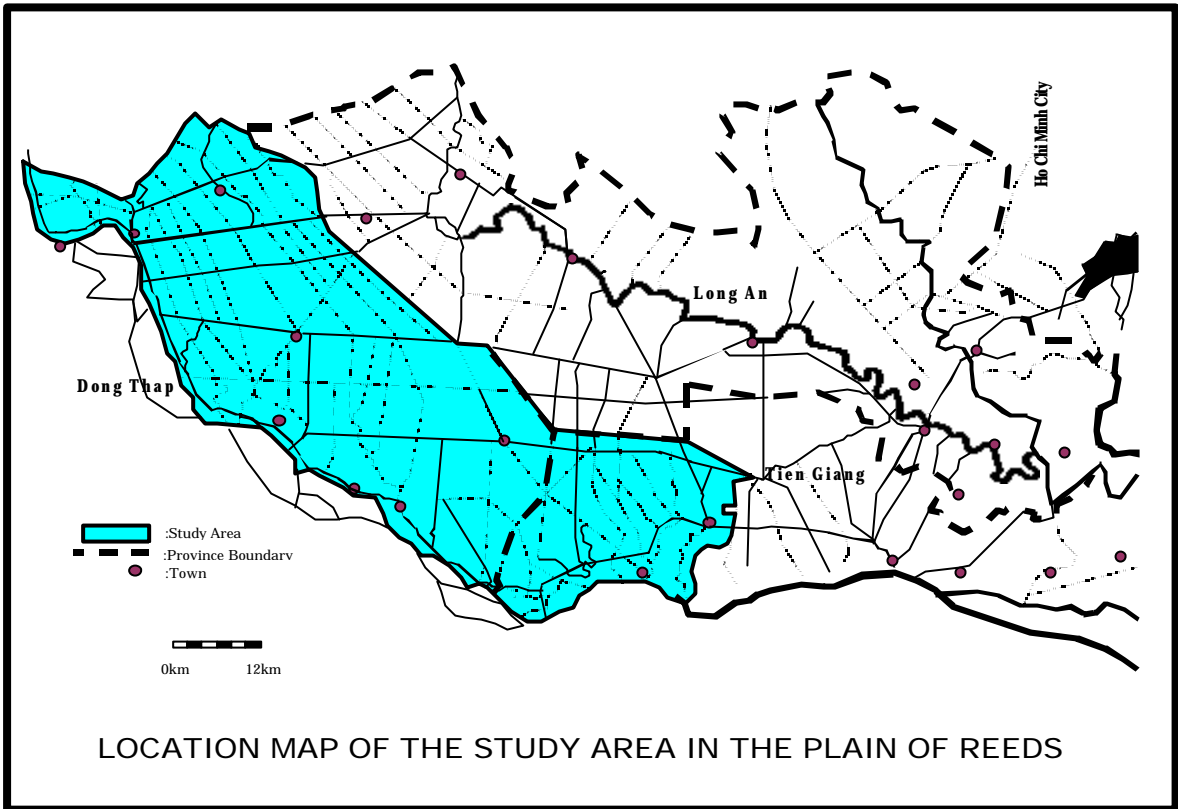 Ho Chi Minh City
Long An
Dong Thap
Tien Giang
:Study Area
:Province Boundary
:Town
0km 12km
LOCATION MAP OF THE STUDY AREA IN THE PLAIN OF REEDS